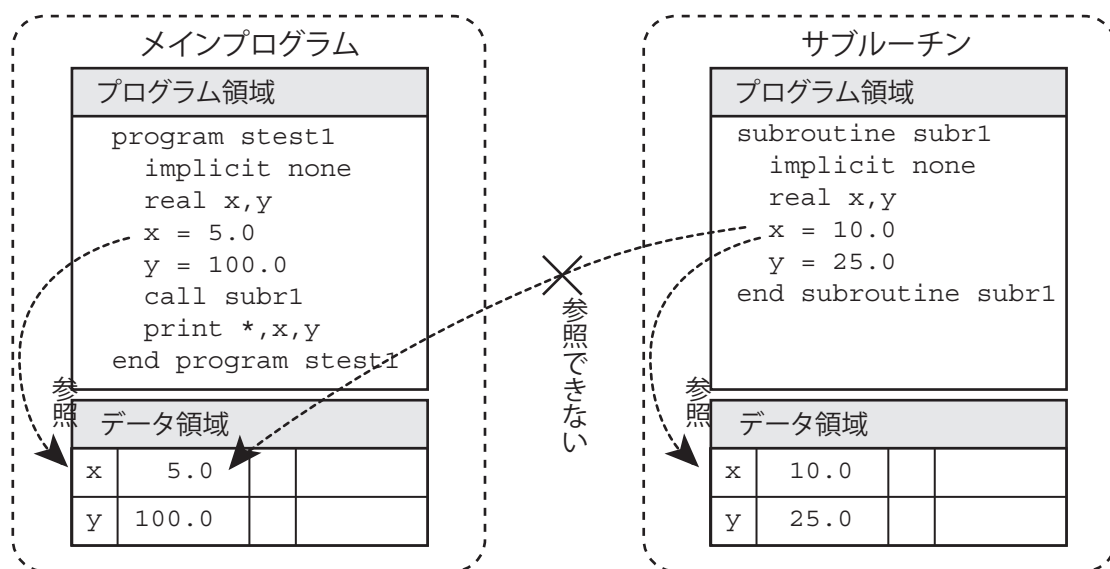 メインプログラム
プログラム領域
program stest1
implicit none
real x,y
x = 5.0
y = 100.0
call subr1
print *,x,y
end program stest1
参照
データ領域
x 5.0
y 100.0
参照できない
サブルーチン
プログラム領域
subroutine subr1
implicit none
real x,y
x = 10.0
y = 25.0
end subroutine subr1
参照
データ領域
x 10.0
y 25.0